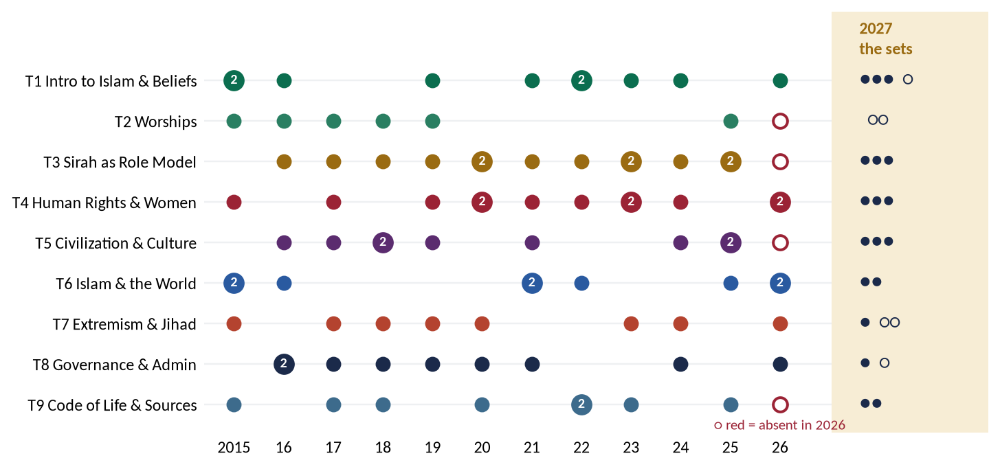 2027
the sets
T1 Intro to Islam & Beliefs 2 2
T2 Worships
T3 Sirah as Role Model 2 2 2
T4 Human Rights & Women 2 2 2
T5 Civilization & Culture 2 2
T6 Islam & the World 2 2 2
T7 Extremism & Jihad
T8 Governance & Admin 2
T9 Code of Life & Sources 2
red = absent in 2026
2015 16 17 18 19 20 21 22 23 24 25 26